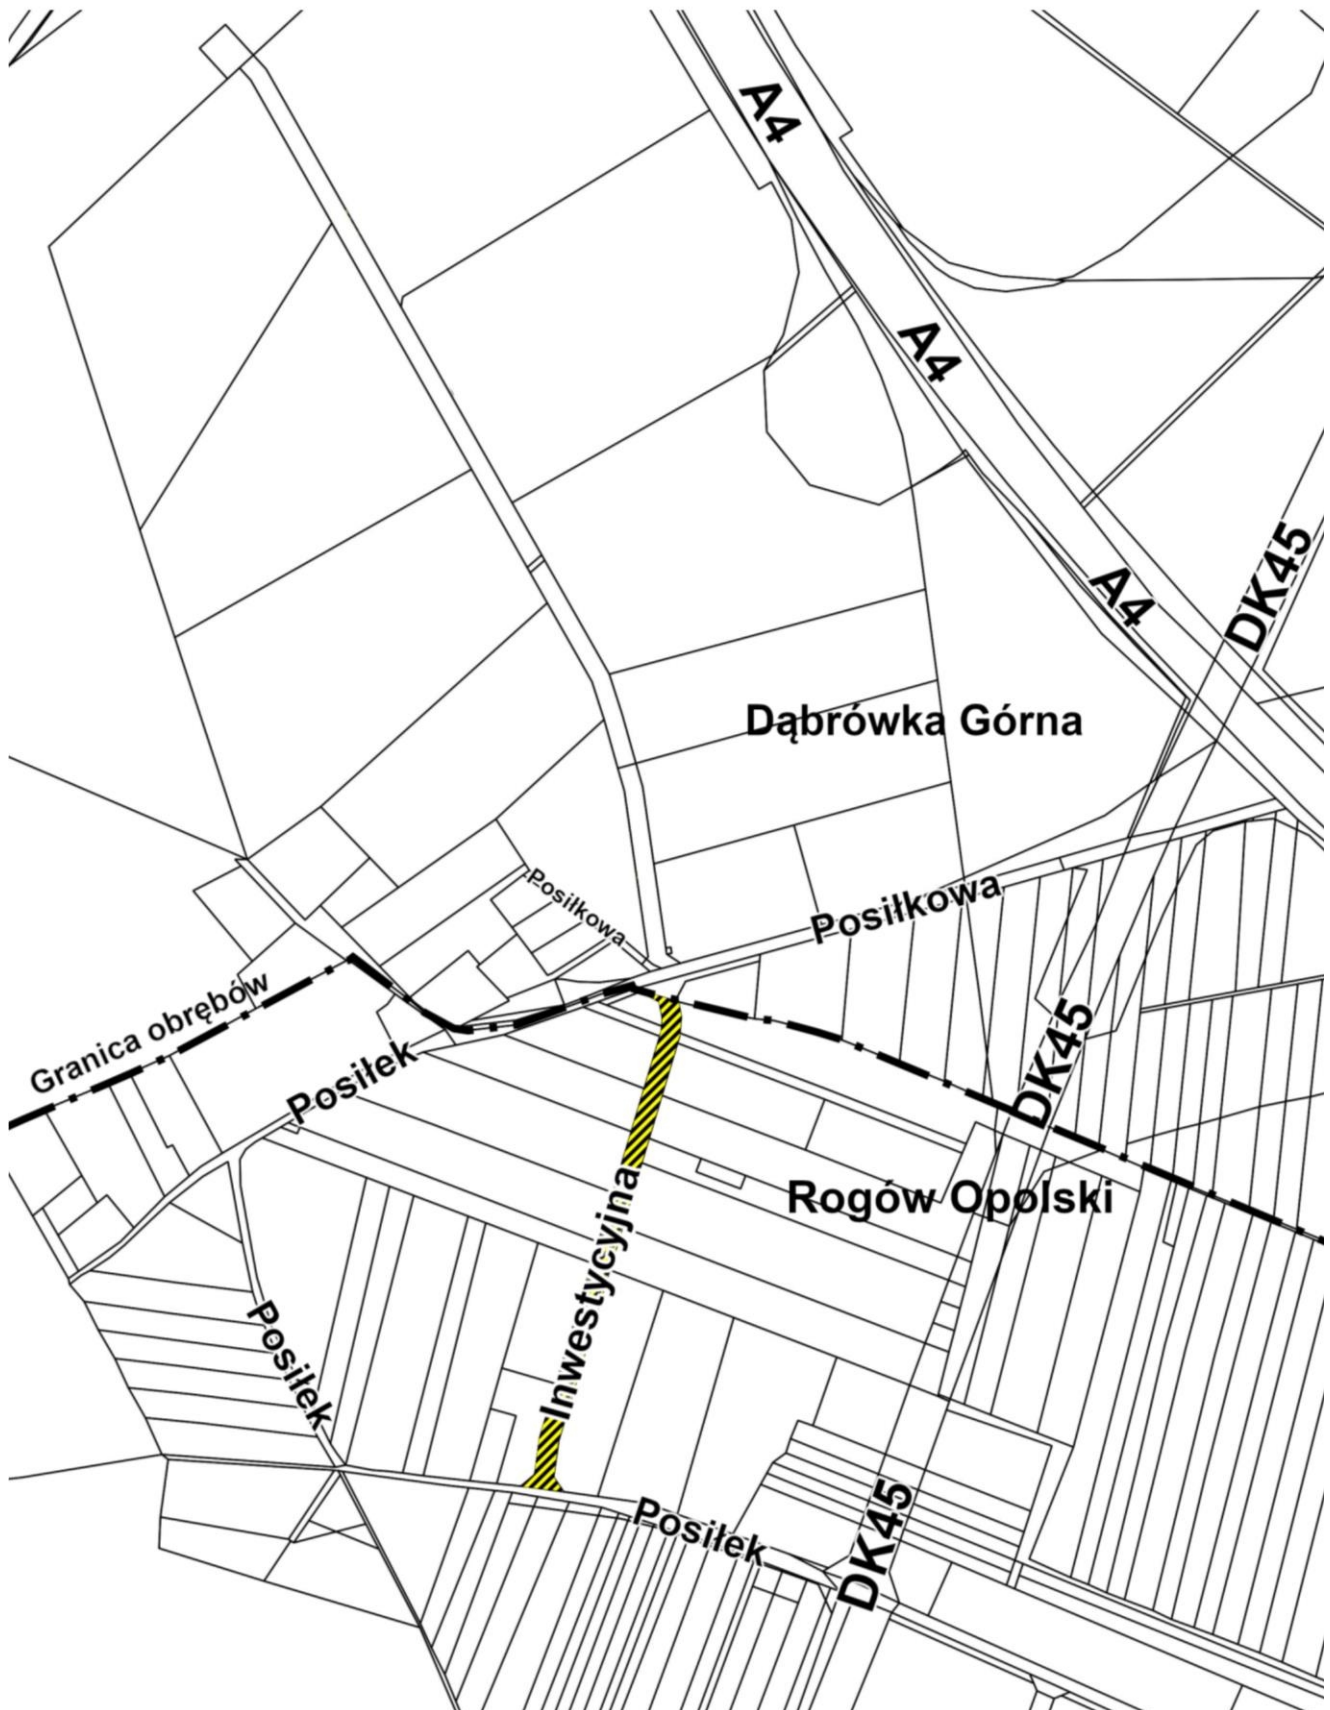 A4
A4
DK45
A4
Dąbrówka Górna
Posiłkowa
Posiłkowa
Granica obrębów
DK45
Posiłek
Rogów Opolski
Inwestycyjna
Posiłek
DK45
Posiłek